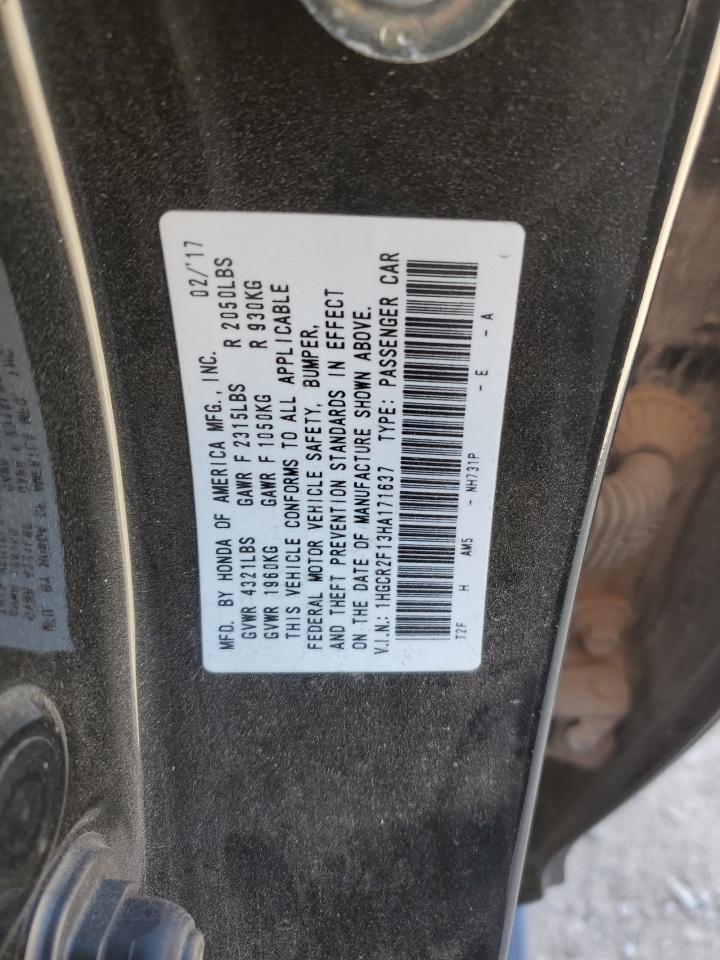 MFD. BY HONDA OF AMERICA MFG., INC. 02/'17
GVWR 4321LBS GAWR F 2315LBS R 2050LBS
GVWR 1960KG GAWR F 1050KG R 930KG
THIS VEHICLE CONFORMS TO ALL APPLICABLE
FEDERAL MOTOR VEHICLE SAFETY, BUMPER,
AND THEFT PREVENTION STANDARDS IN EFFECT
ON THE DATE OF MANUFACTURE SHOWN ABOVE.
V.I.N.: 1HGCR2F13HA171637 TYPE: PASSENGER CAR
T2F H AM5 - NH731P - E - A